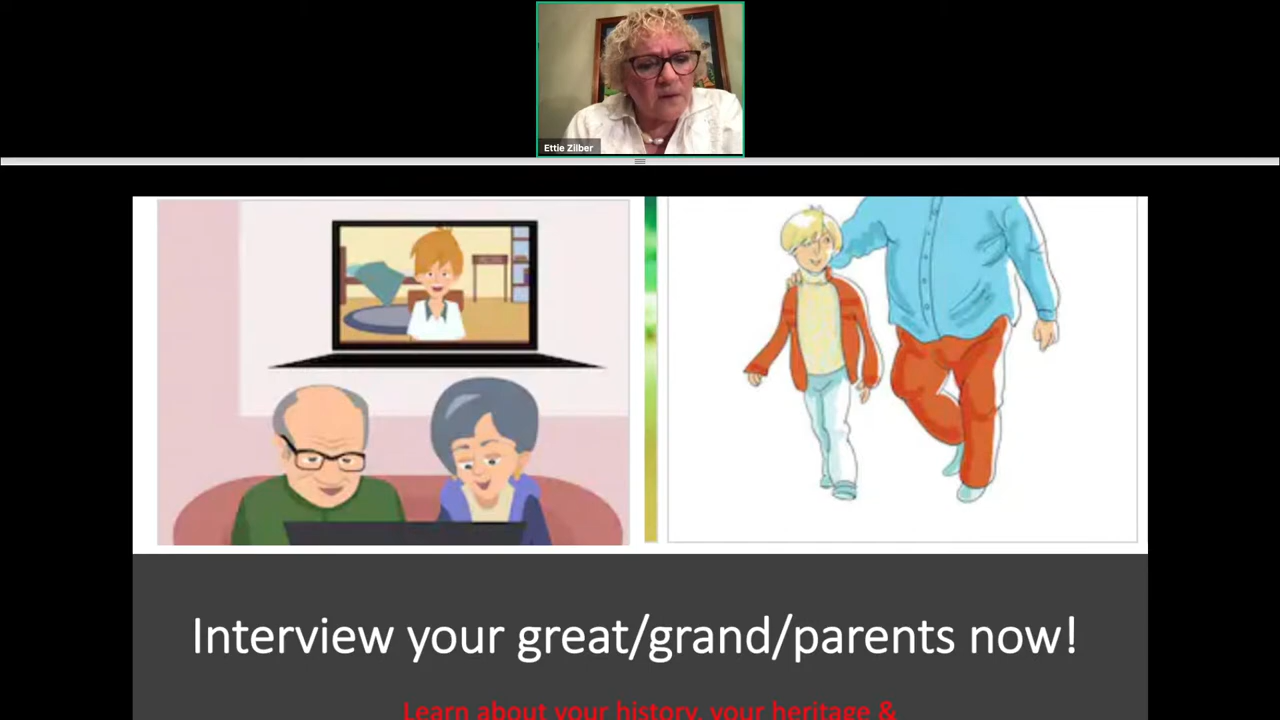 Ettie Zilber
Interview your great/grand/parents now!
Learn about your history, your heritage &